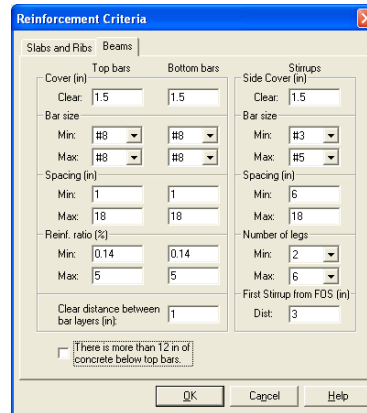 Reinforcement Criteria
Slabs and Ribs Beams
Top bars Bottom bars Stirrups
Cover (in) Side Cover (in)
Clear: 1.5 1.5 Clear: 1.5
Bar size Bar size
Min: #8 #8 Min: #3
Max: #8 #8 Max: #5
Spacing (in) Spacing (in)
Min: 1 1 Min: 6
Max: 18 18 Max: 18
Reinf. ratio (%) Number of legs
Min: 0.14 0.14 Min: 2
Max: 5 5 Max: 6
First Stirrup from FOS (in)
Clear distance between
bar layers (in): 1 Dist: 3
There is more than 12 in of
concrete below top bars.
OK Cancel Help